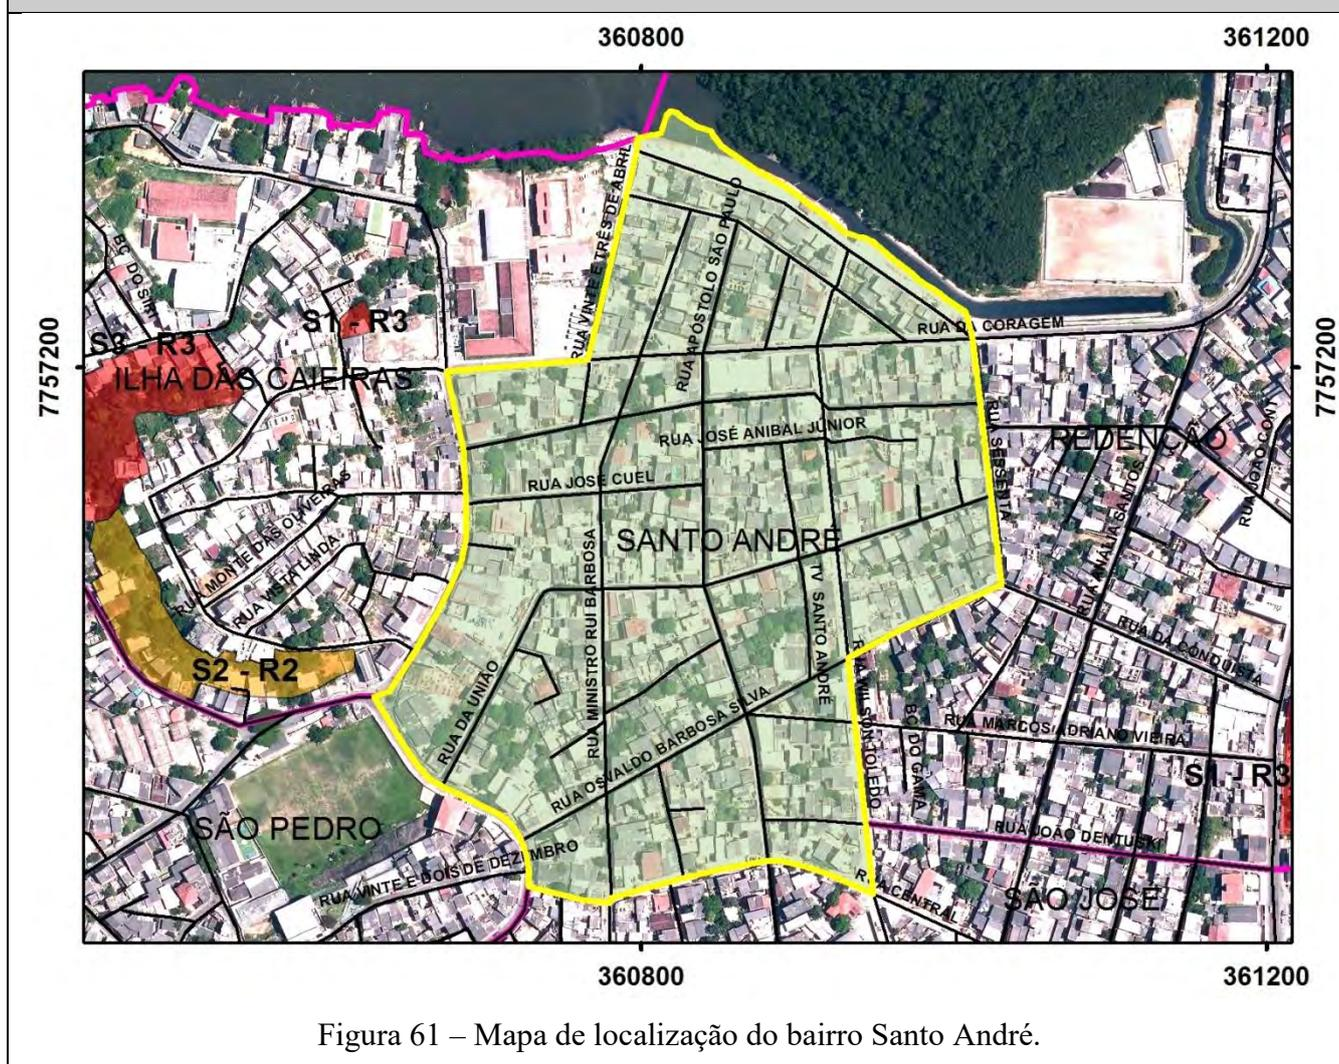 360800
361200
7757200
7757200
RUA VINTE E TRÊS DE ABRIL
RUA APÓSTOLO SÃO PAULO
BC DO SIRI
S1 - R3
S3 - R3
ILHA DAS CAIEIRAS
RUA DA CORAGEM
RUA SESSENTA
REDENÇÃO
RUA JOSÉ ANIBAL JÚNIOR
RUA JOSÉ CUEL
RUA MONTE DAS OLIVEIRAS
RUA VISTA LINDA
SANTO ANDRÉ
RUA MINISTRO RUI BARBOSA
TV SANTO ANDRÉ
RUA DA CONQUISTA
S2 - R2
RUA DA UNIÃO
RUA OSVALDO BARBOSA SILVA
RUA NILSON TOLEDO
BC DO GAMA
RUA MARCOS ADRIANO VIEIRA
S1 - R3
SÃO PEDRO
RUA VINTE E DOIS DE DEZEMBRO
RUA JOÃO DENTUSKI
RUA CENTRAL
SÃO JOSÉ
360800
361200
Figura 61 – Mapa de localização do bairro Santo André.